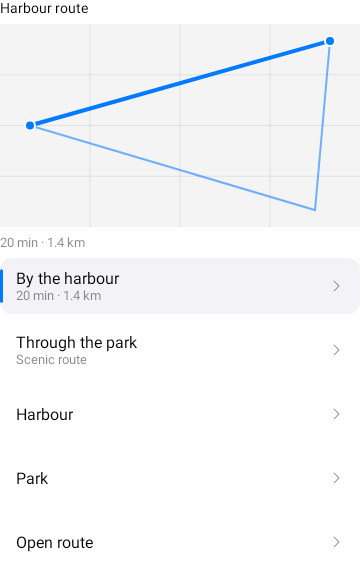 Harbour route
20 min · 1.4 km
By the harbour
20 min · 1.4 km
Through the park
Scenic route
Harbour
Park
Open route